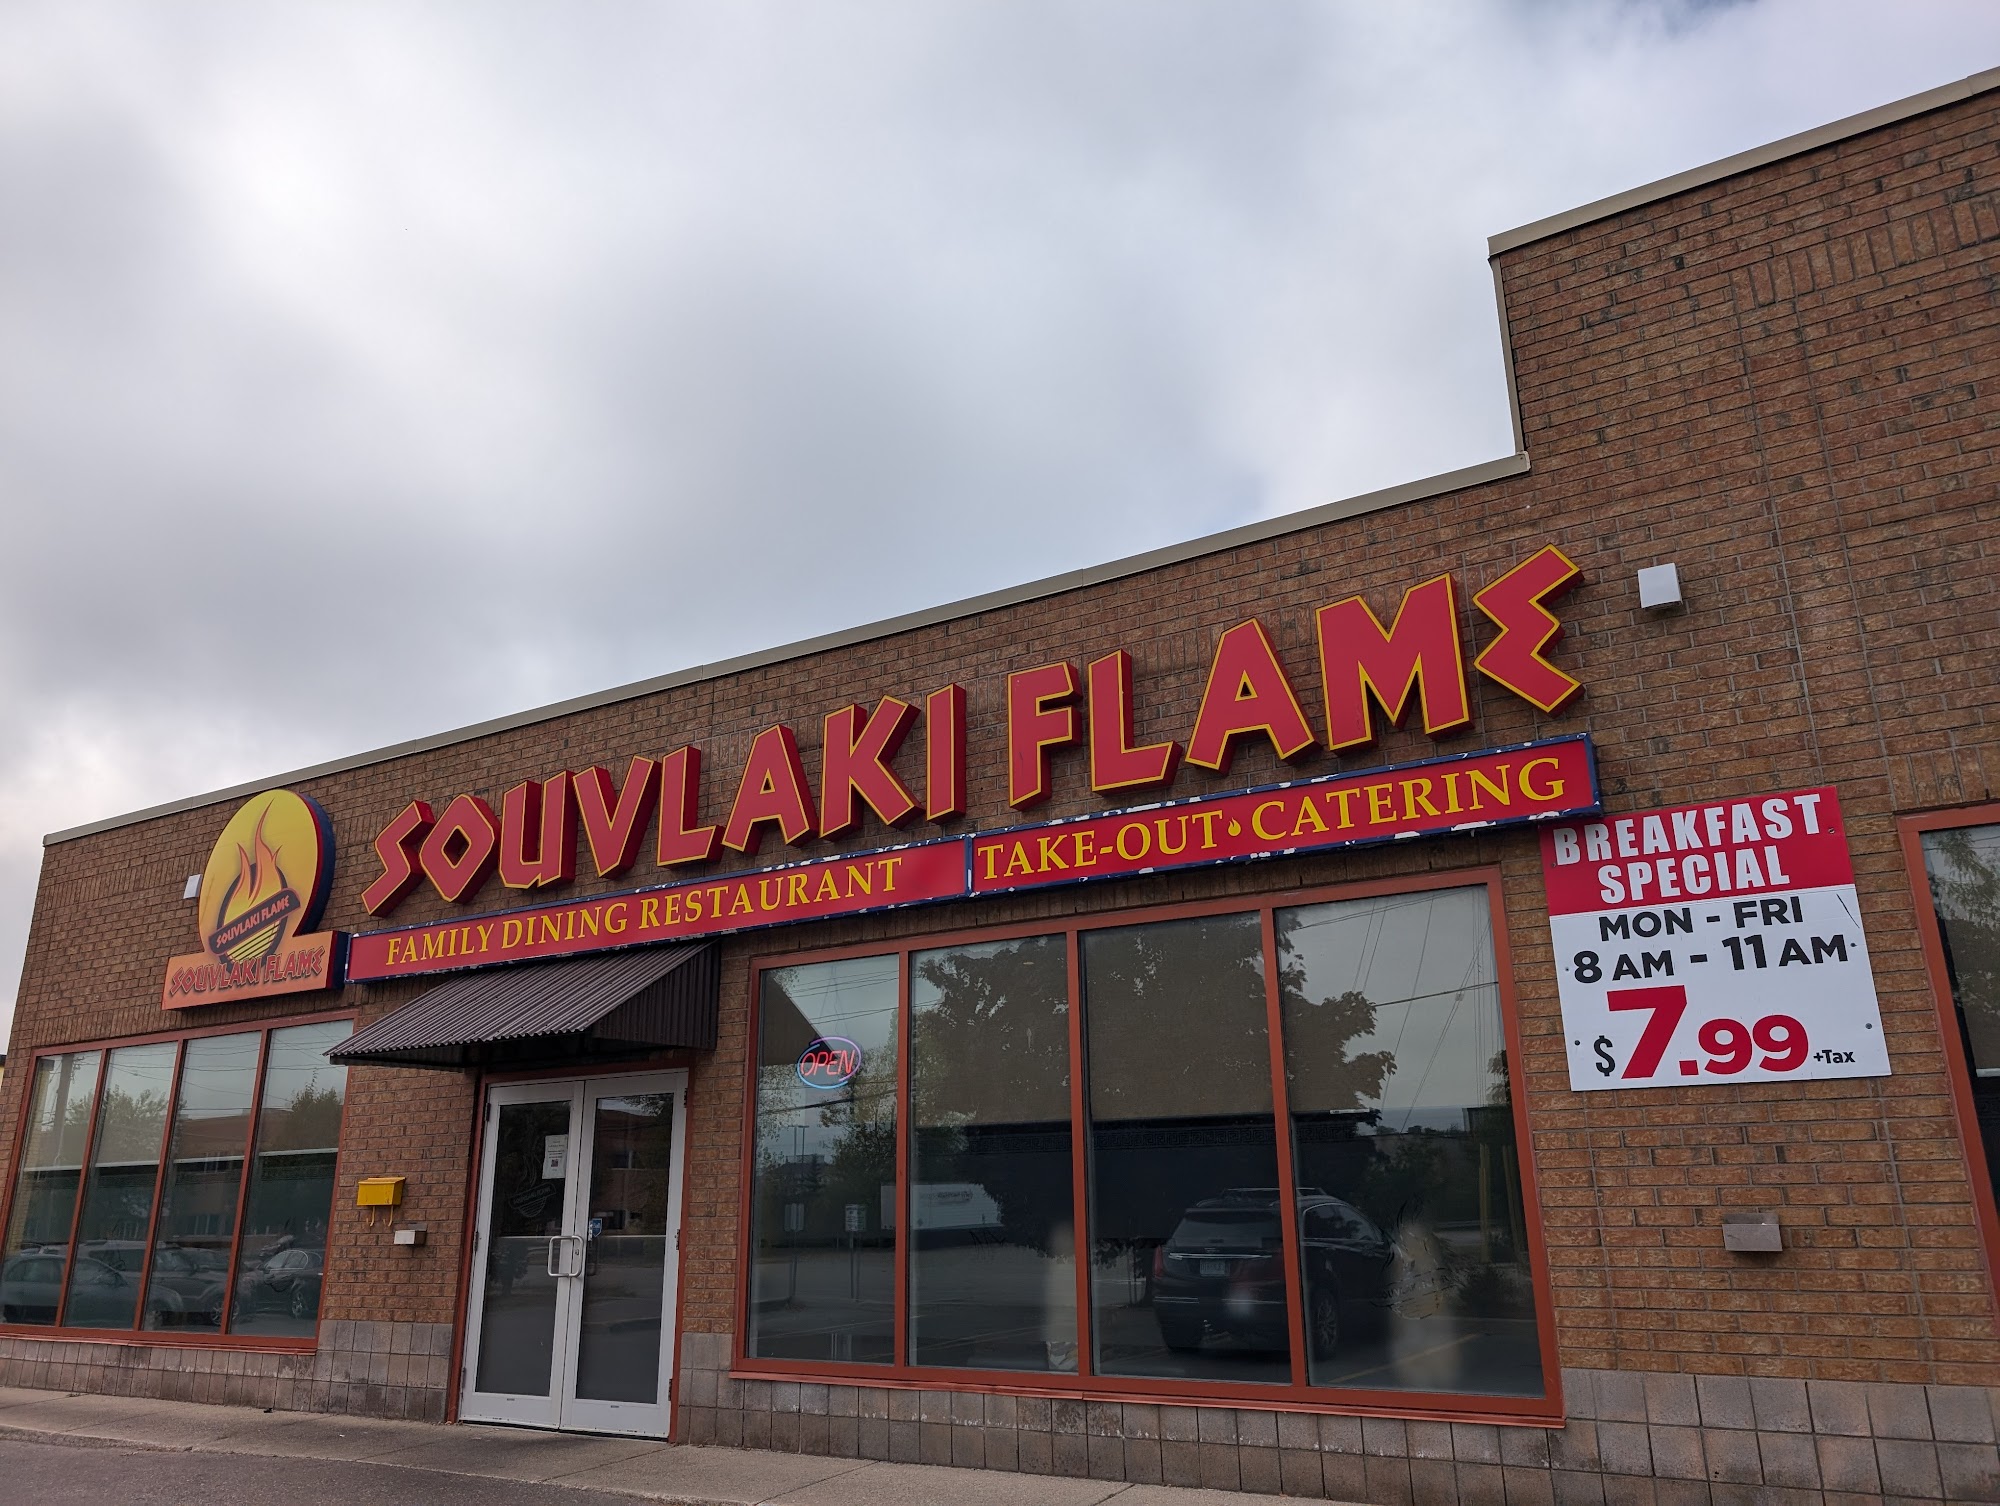 SOUVLAKI FLAME
SOUVLAKI FLAME
SOUVLAKI FLAME
FAMILY DINING RESTAURANT
TAKE-OUT CATERING
BREAKFAST
SPECIAL
MON - FRI
8 AM - 11 AM
$7.99 +Tax
OPEN